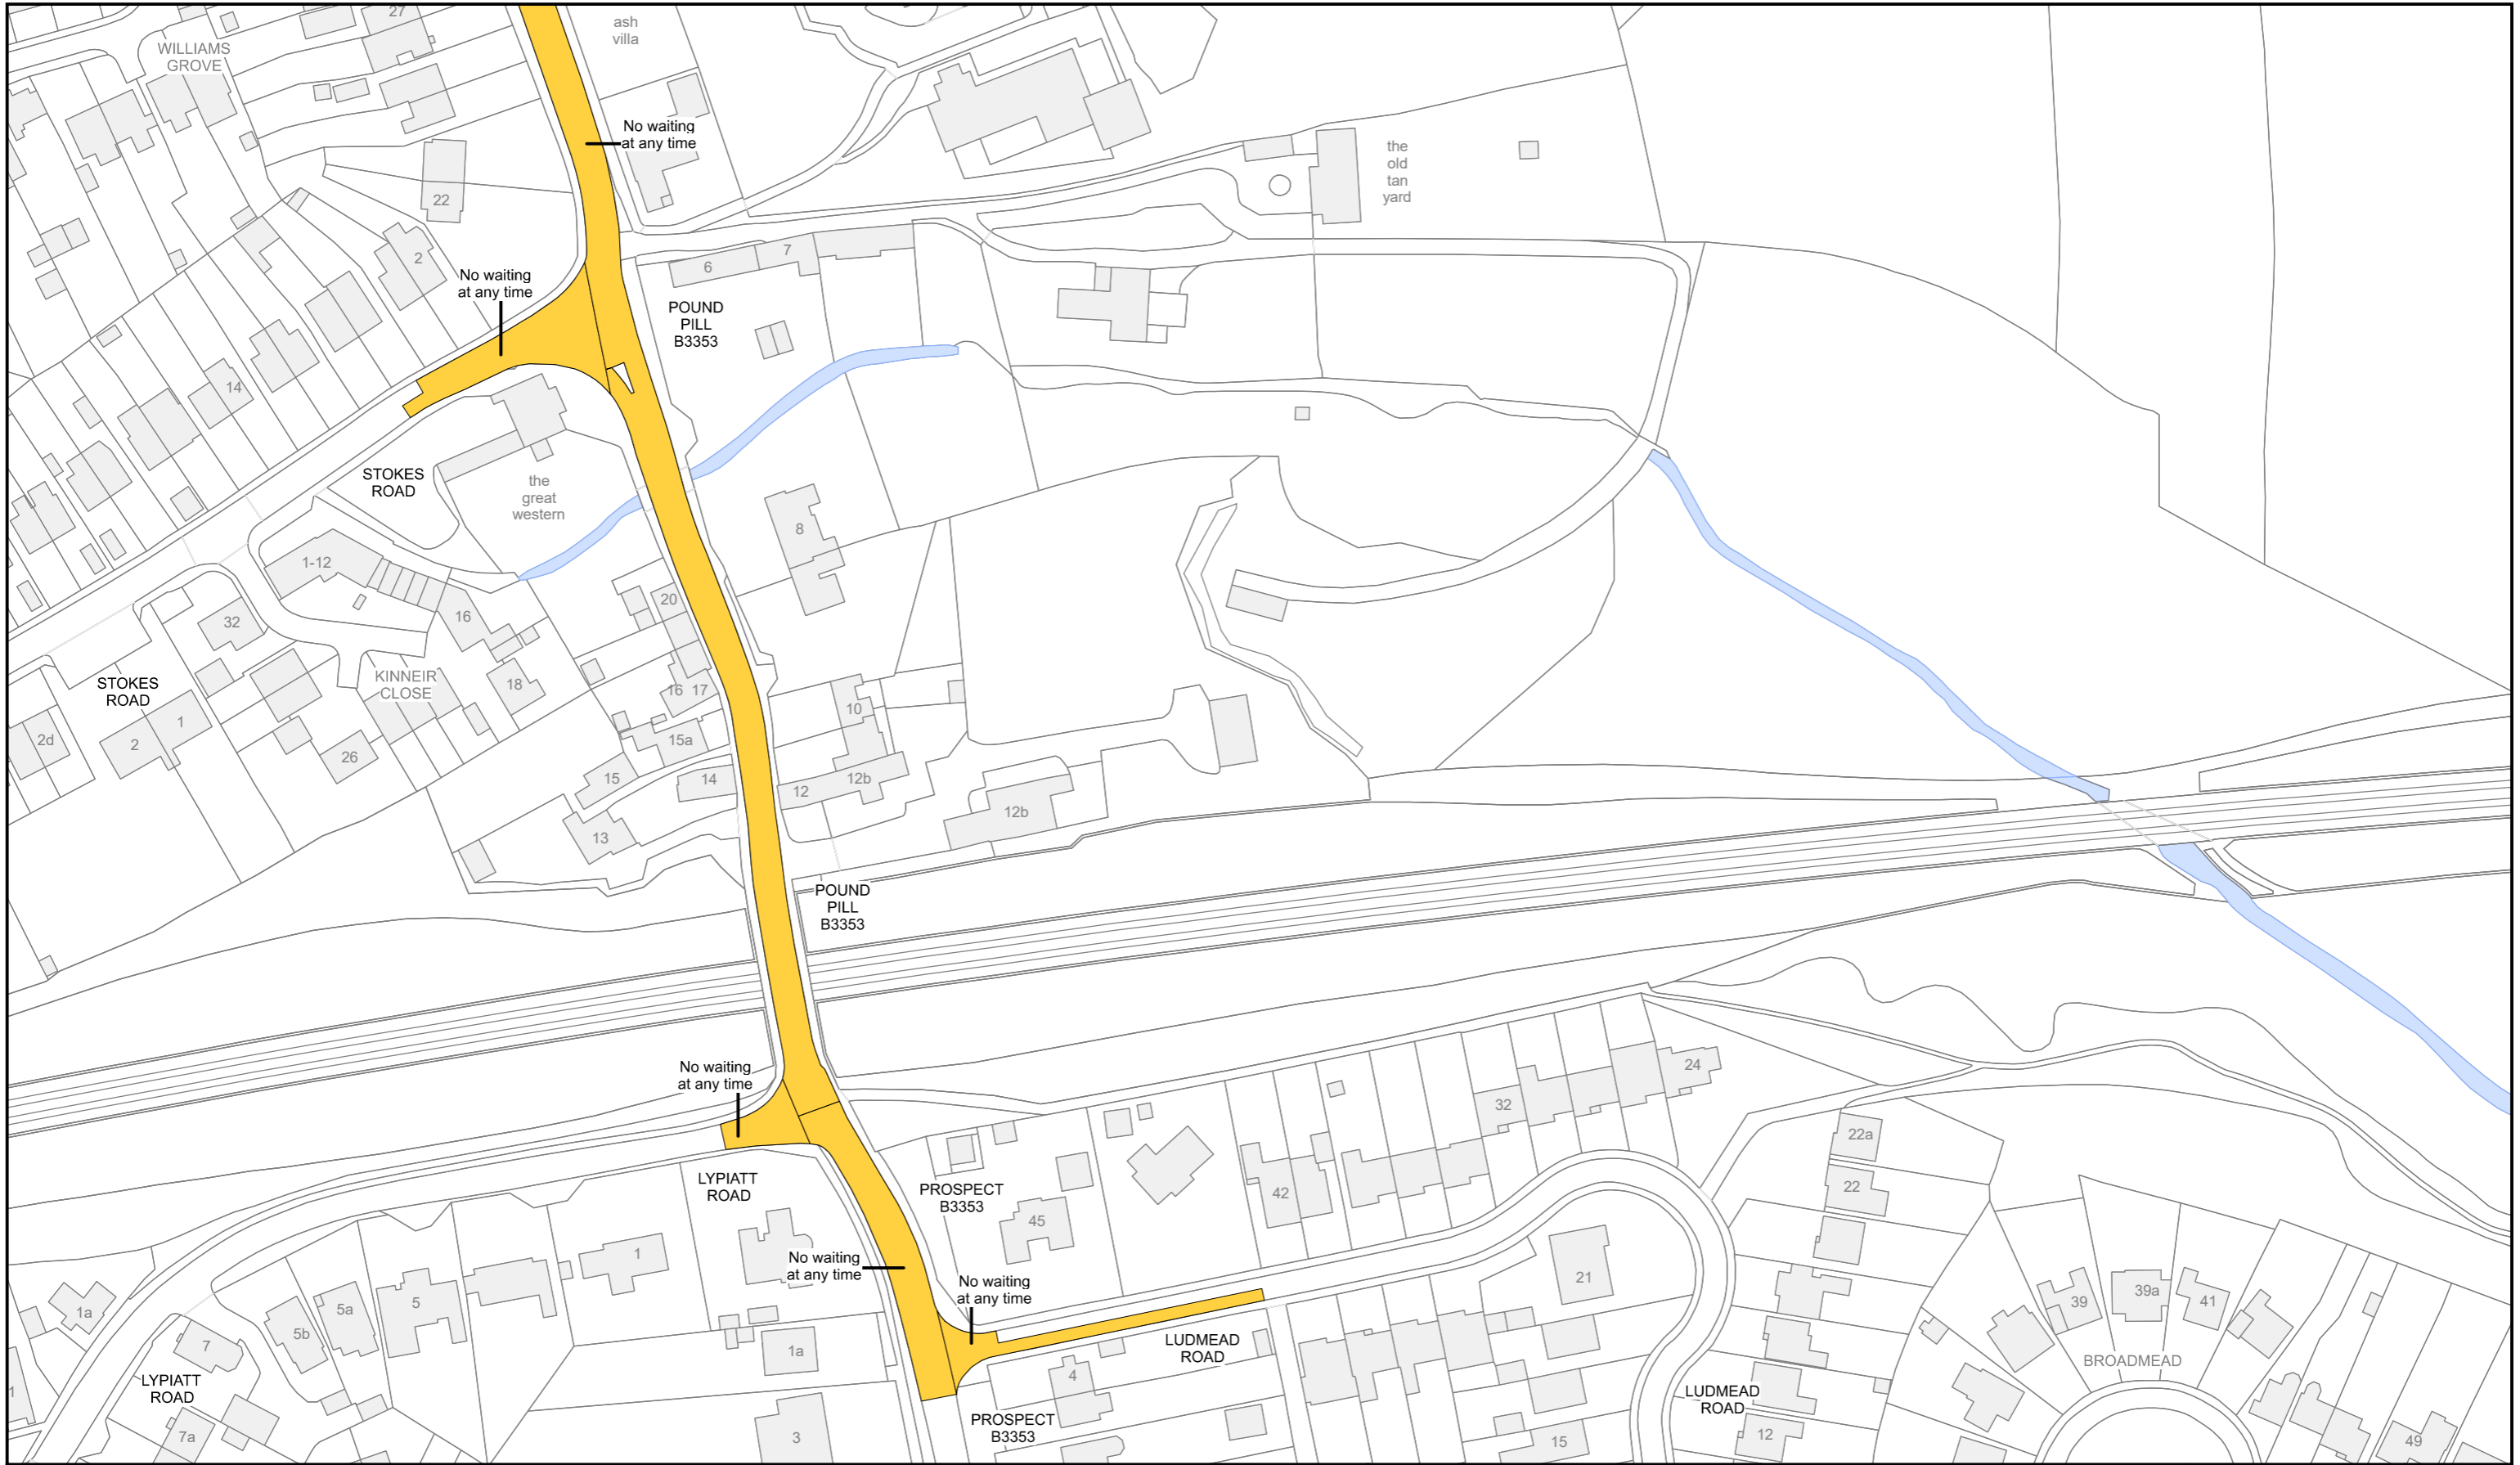 27
WILLIAMS
GROVE
ash
villa
No waiting
at any time
22
the
old
tan
yard
2
No waiting
at any time
6
7
POUND
PILL
B3353
14
STOKES
ROAD
the
great
western
8
1-12
20
16
32
KINNEIR
CLOSE
18
16
17
STOKES
ROAD
1
2
2d
26
10
15a
15
14
12
12b
12b
13
POUND
PILL
B3353
No waiting
at any time
24
32
22a
22
LYPIATT
ROAD
PROSPECT
B3353
42
45
1
No waiting
at any time
No waiting
at any time
21
1a
5a
5
5b
7
39
39a
41
LUDMEAD
ROAD
1a
4
BROADMEAD
LYPIATT
ROAD
1
LUDMEAD
ROAD
PROSPECT
B3353
7a
3
15
12
49